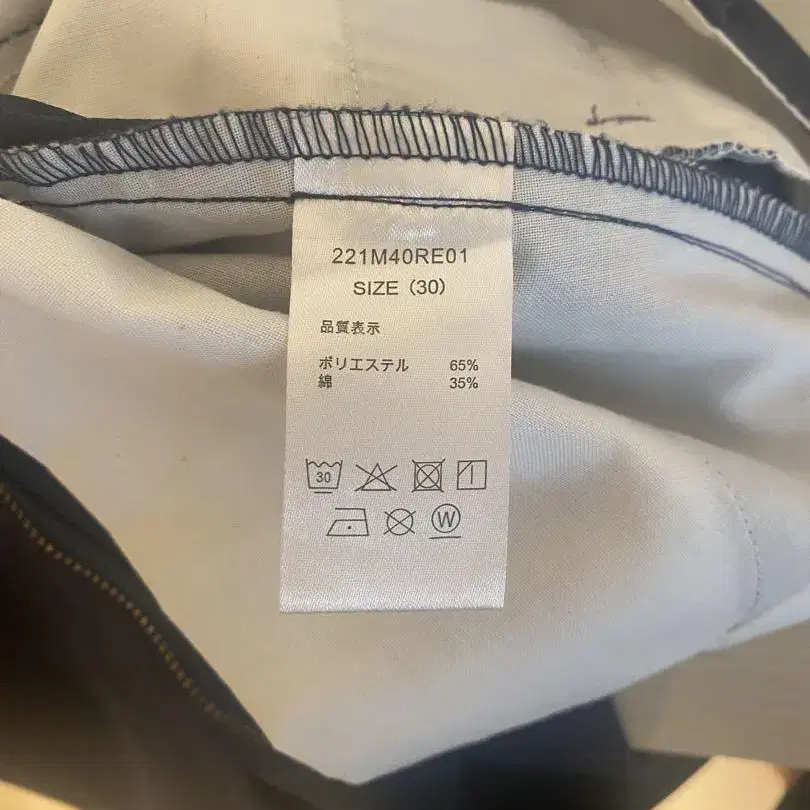 221M40RE01
SIZE (30)
品質表示
ポリエステル 65%
綿 35%
30
W